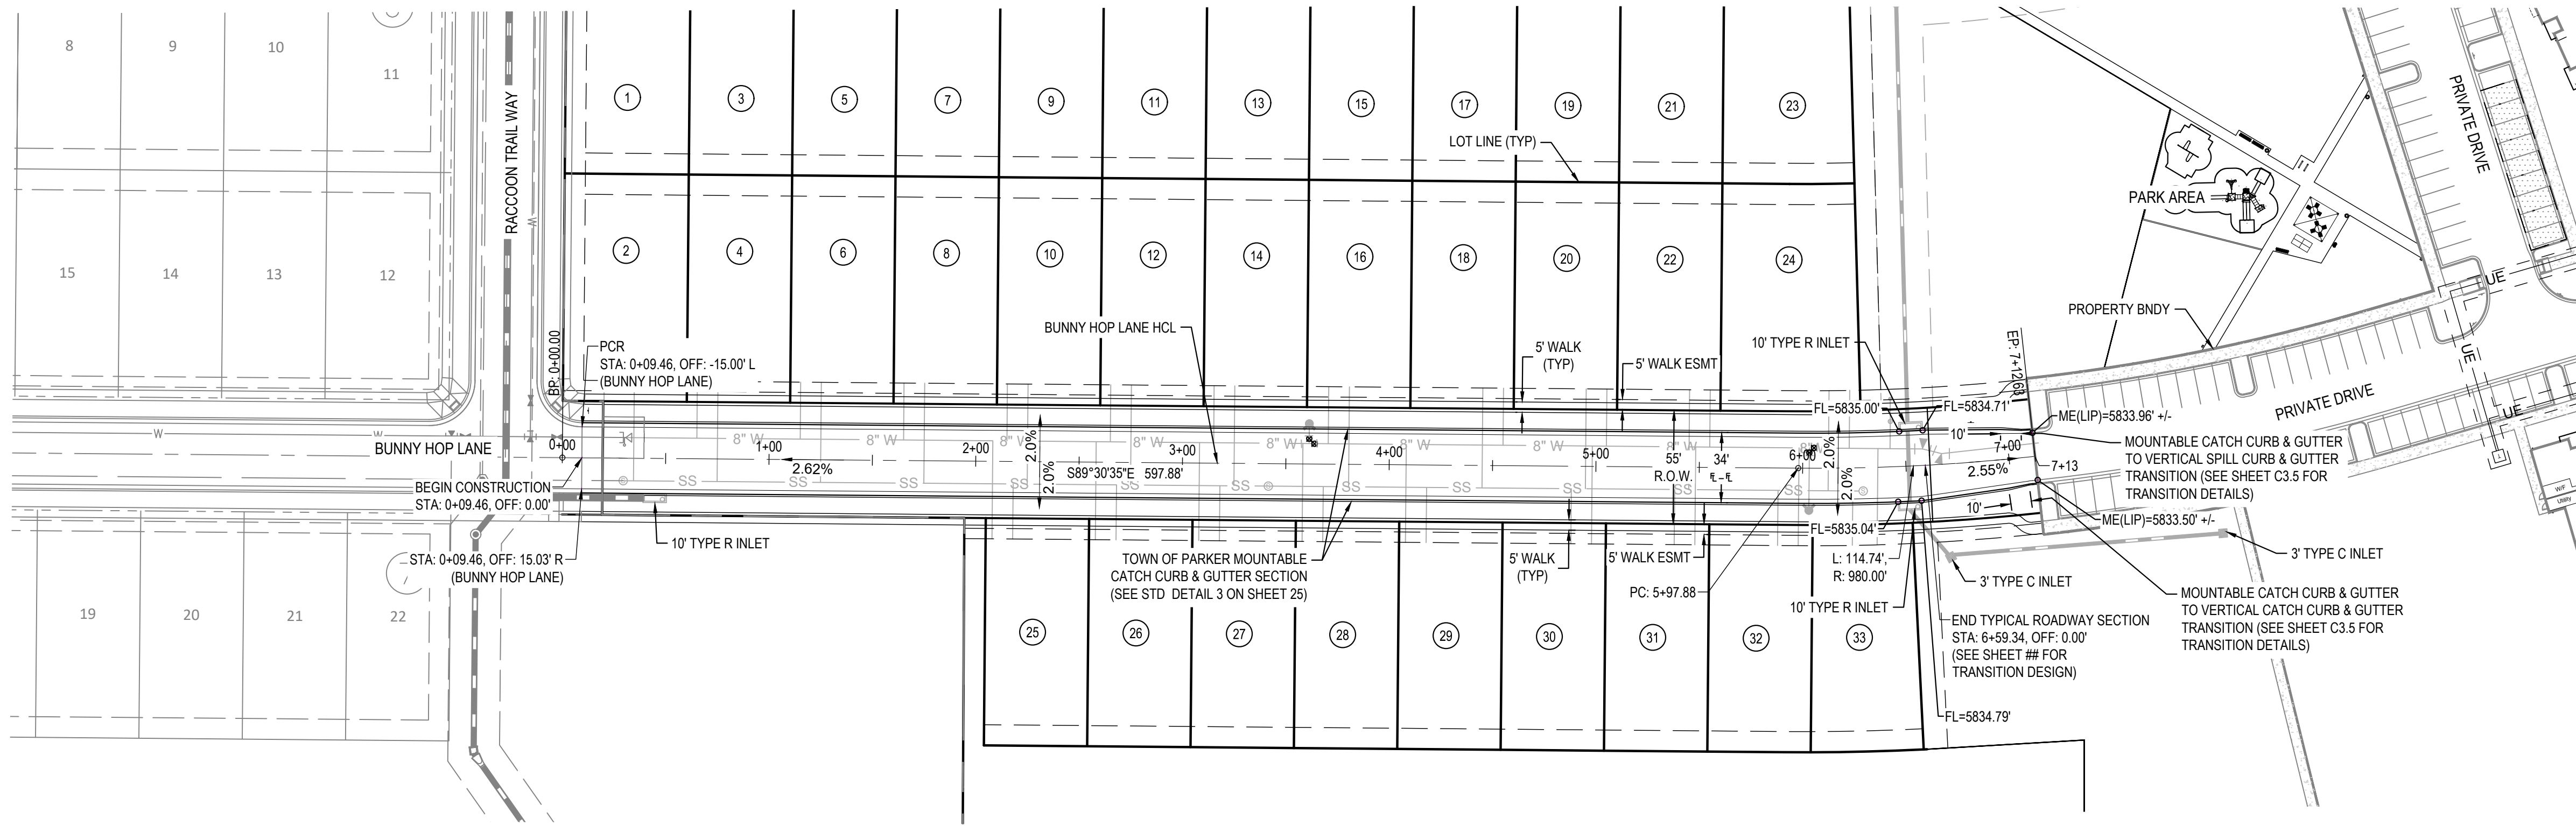 8
9
10
11
15
14
13
12
19
20
21
22
7
RACCOON TRAIL WAY
W
W
W
BUNNY HOP LANE
BP: 0+00.00
PCR
STA: 0+09.46, OFF: -15.00' L
(BUNNY HOP LANE)
BEGIN CONSTRUCTION
STA: 0+09.46, OFF: 0.00'
STA: 0+09.46, OFF: 15.03' R
(BUNNY HOP LANE)
10' TYPE R INLET
1
3
5
7
9
11
13
15
17
19
21
23
LOT LINE (TYP)
2
4
6
8
10
12
14
16
18
20
22
24
BUNNY HOP LANE HCL
5' WALK
(TYP)
5' WALK ESMT
10' TYPE R INLET
FL=5835.00'
FL=5834.71'
8" W
8" W
8" W
8" W
8" W
8" W
8" W
8" W
8" W
0+00
1+00
2+00
3+00
4+00
5+00
6+00
7+00
2.62%
2.0%
2.0%
S89°30'35"E 597.88'
55'
R.O.W.
34'
FL - FL
2.0%
2.0%
2.55%
10'
10'
SS
SS
SS
SS
SS
SS
SS
SS
SS
SS
TOWN OF PARKER MOUNTABLE
CATCH CURB & GUTTER SECTION
(SEE STD DETAIL 3 ON SHEET 25)
5' WALK
(TYP)
5' WALK ESMT
PC: 5+97.88
FL=5835.04'
L: 114.74',
R: 980.00'
10' TYPE R INLET
3' TYPE C INLET
3' TYPE C INLET
END TYPICAL ROADWAY SECTION
STA: 6+59.34, OFF: 0.00'
(SEE SHEET ## FOR
TRANSITION DESIGN)
FL=5834.79'
25
26
27
28
29
30
31
32
33
EP: 7+12.63
7+13
ME(LIP)=5833.96' +/-
MOUNTABLE CATCH CURB & GUTTER
TO VERTICAL SPILL CURB & GUTTER
TRANSITION (SEE SHEET C3.5 FOR
TRANSITION DETAILS)
ME(LIP)=5833.50' +/-
MOUNTABLE CATCH CURB & GUTTER
TO VERTICAL CATCH CURB & GUTTER
TRANSITION (SEE SHEET C3.5 FOR
TRANSITION DETAILS)
PARK AREA
PROPERTY BNDY
PRIVATE DRIVE
PRIVATE DRIVE
UE
UE
UE
W/F
Utility